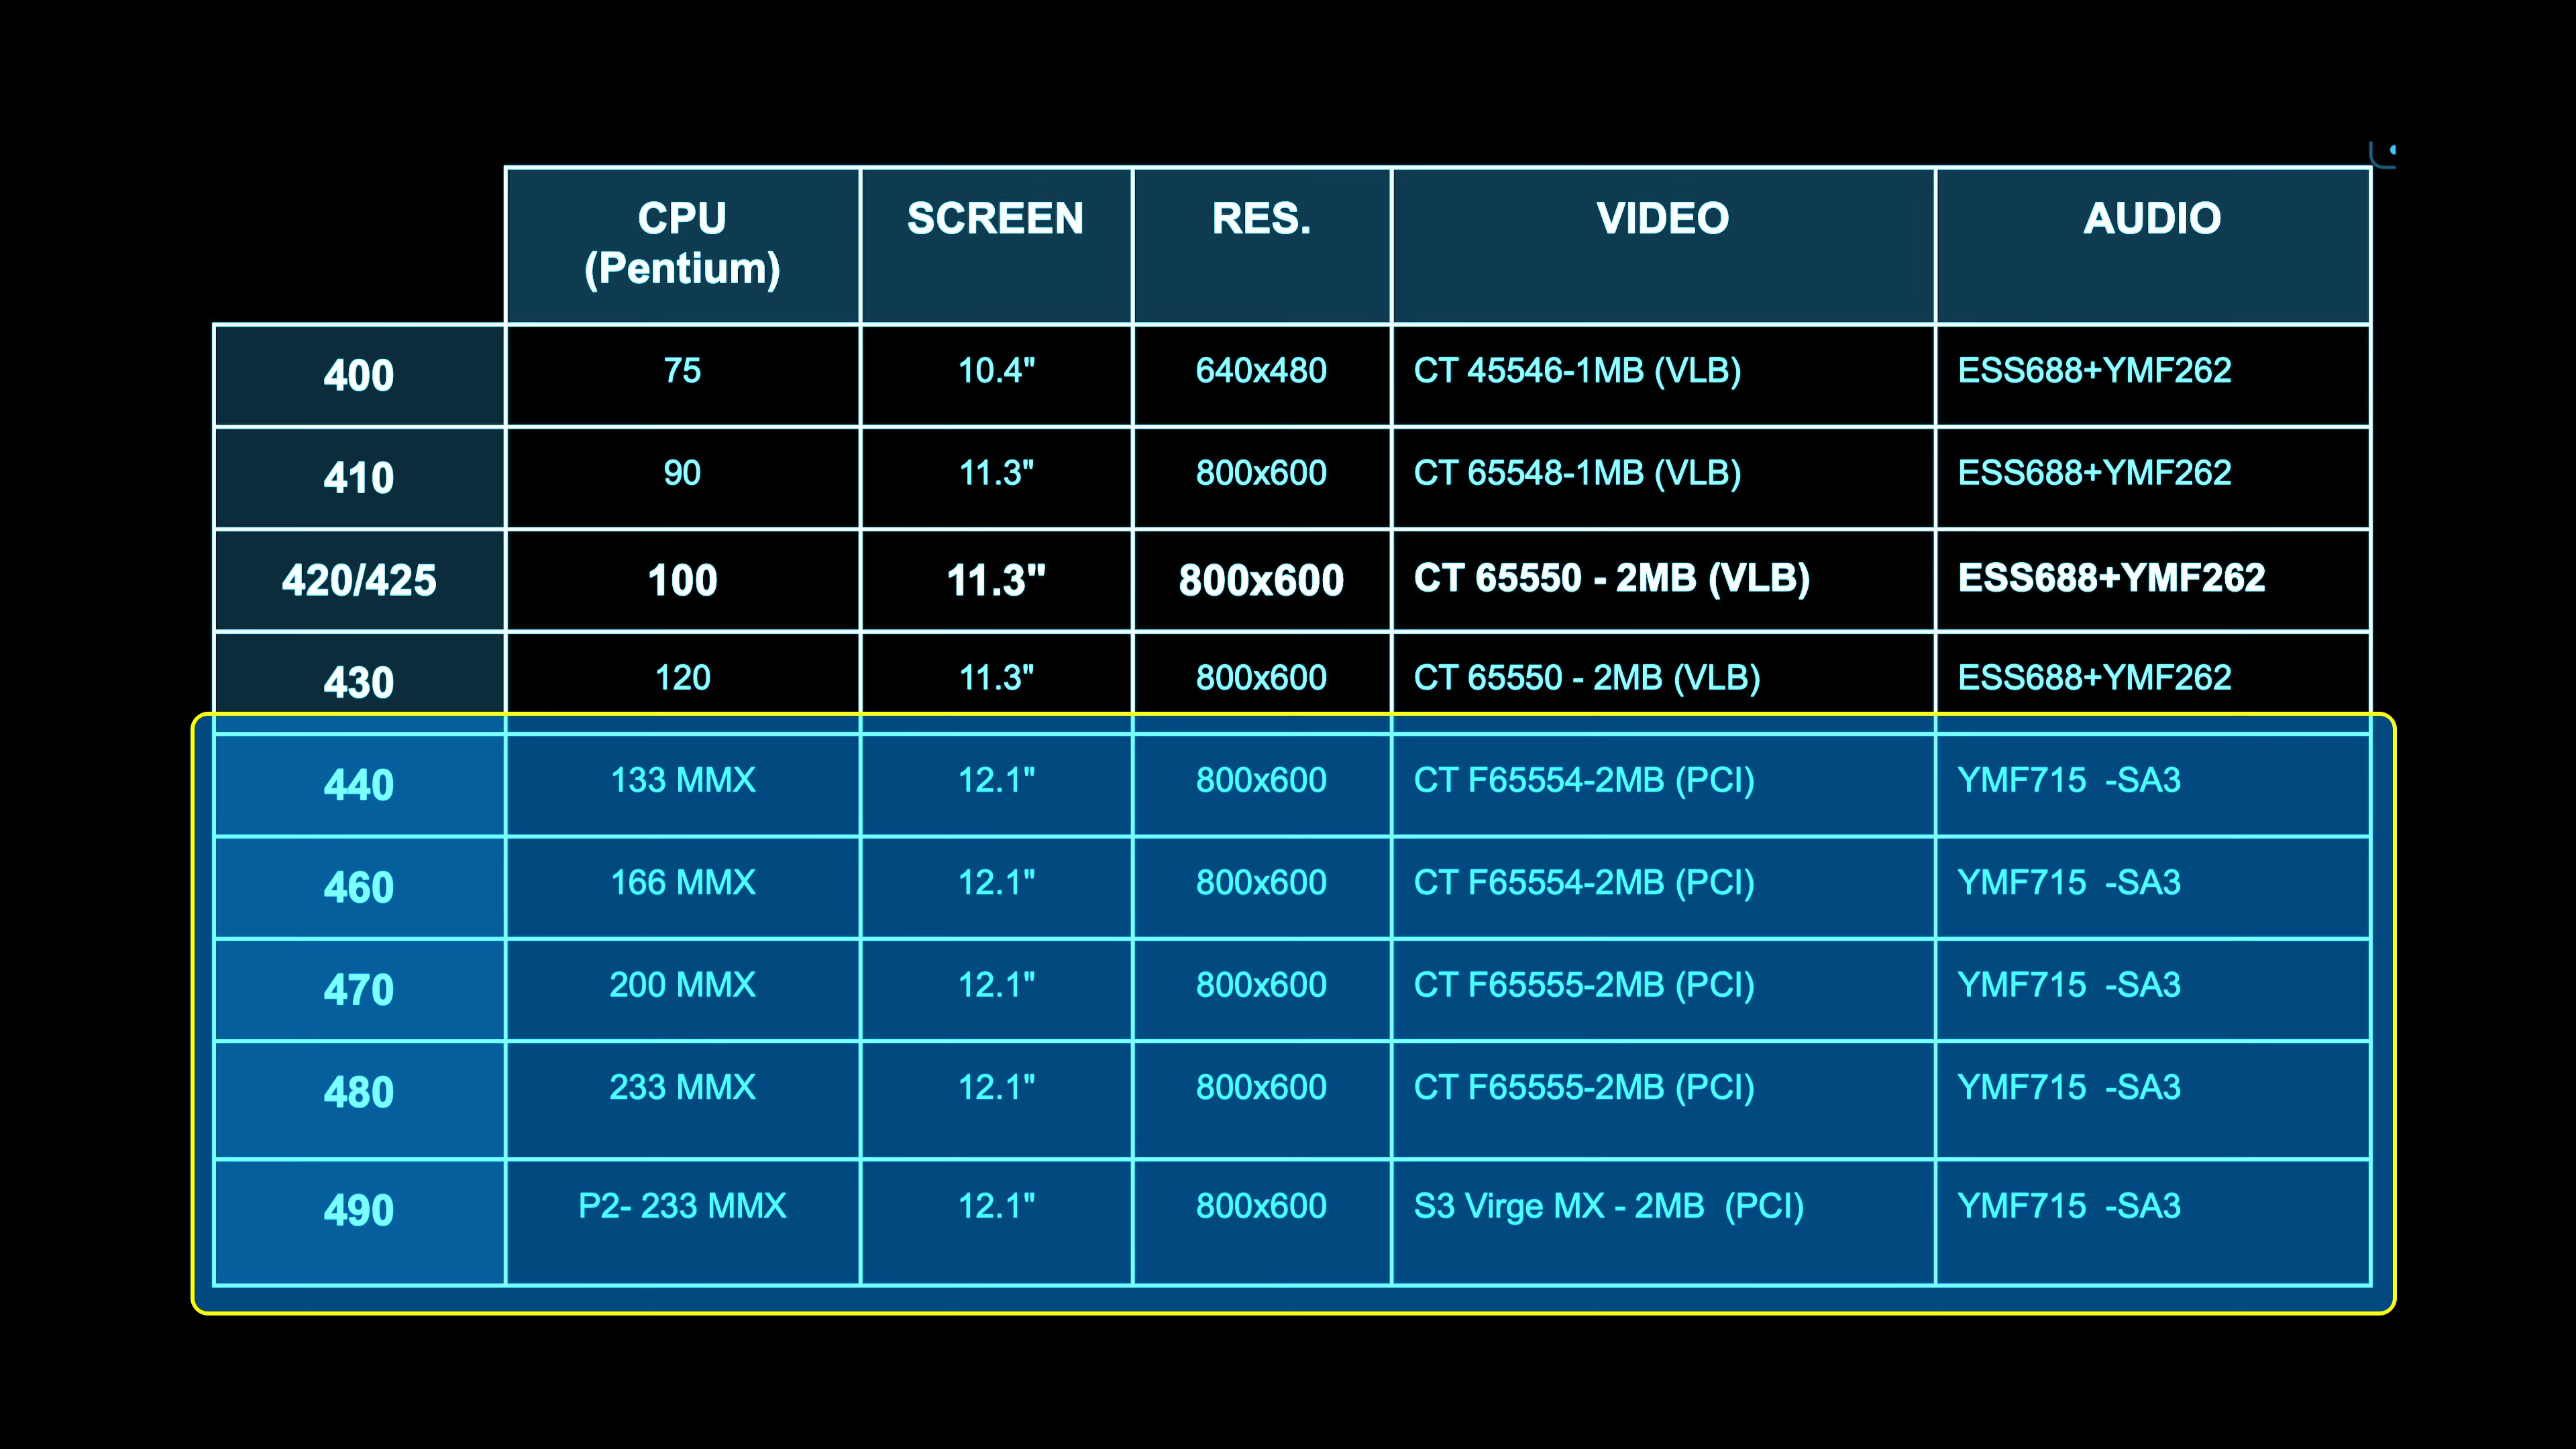 CPU SCREEN RES. VIDEO AUDIO
(Pentium)
400 75 10.4" 640x480 CT 45546-1MB (VLB) ESS688+YMF262
410 90 11.3" 800x600 CT 65548-1MB (VLB) ESS688+YMF262
420/425 100 11.3" 800x600 CT 65550 - 2MB (VLB) ESS688+YMF262
430 120 11.3" 800x600 CT 65550 - 2MB (VLB) ESS688+YMF262
440 133 MMX 12.1" 800x600 CT F65554-2MB (PCI) YMF715  -SA3
460 166 MMX 12.1" 800x600 CT F65554-2MB (PCI) YMF715  -SA3
470 200 MMX 12.1" 800x600 CT F65555-2MB (PCI) YMF715  -SA3
480 233 MMX 12.1" 800x600 CT F65555-2MB (PCI) YMF715  -SA3
490 P2- 233 MMX 12.1" 800x600 S3 Virge MX - 2MB  (PCI) YMF715  -SA3